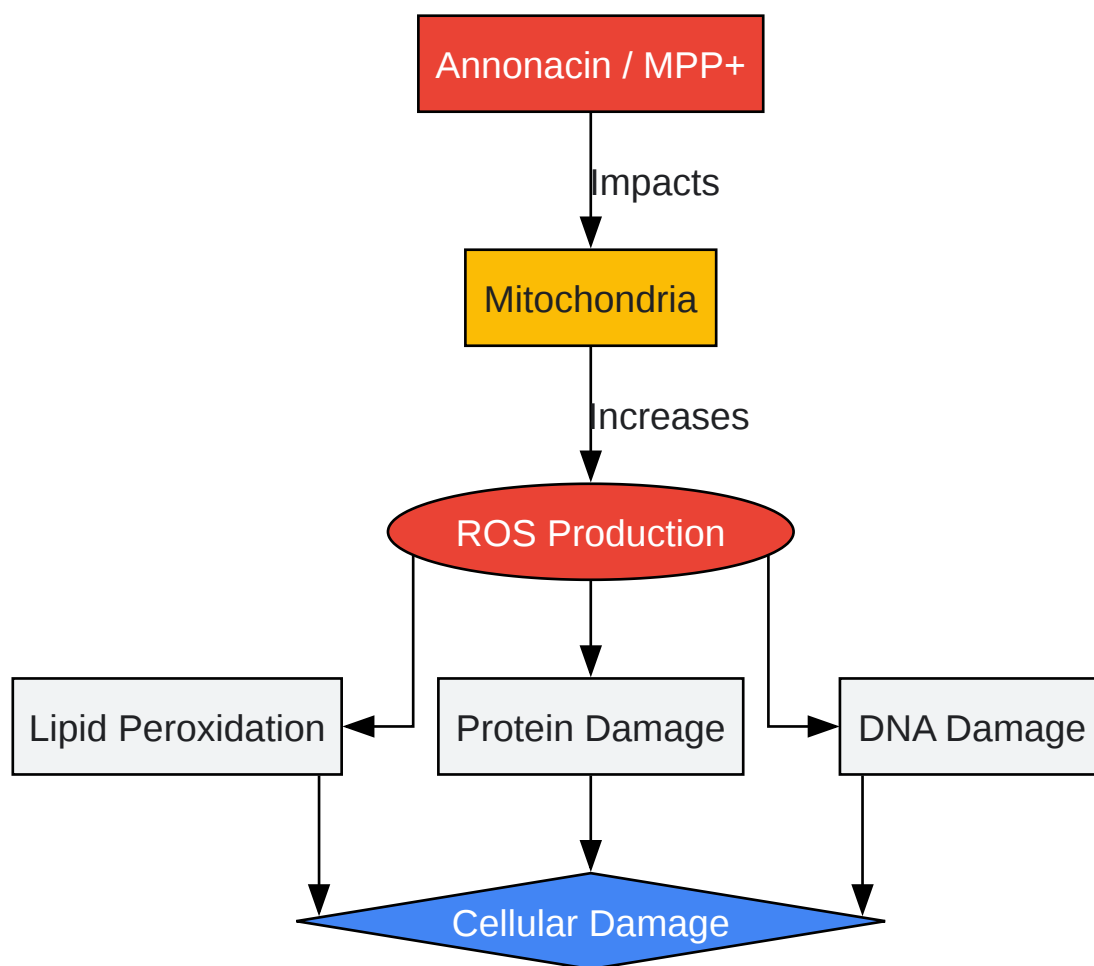 Annonacin / MPP+
Impacts
Mitochondria
Increases
ROS Production
Lipid Peroxidation
Protein Damage
DNA Damage
Cellular Damage